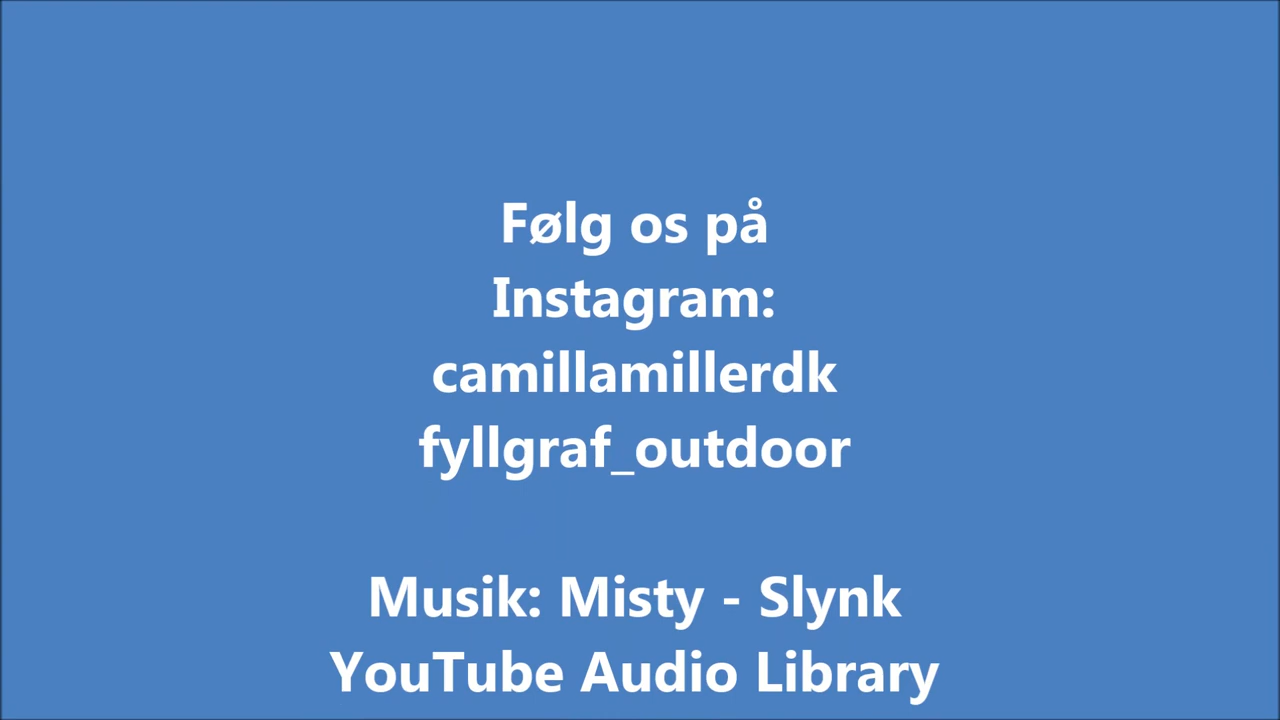 Følg os på
Instagram:
camillamillerdk
fyllgraf_outdoor
Musik: Misty - Slynk
YouTube Audio Library